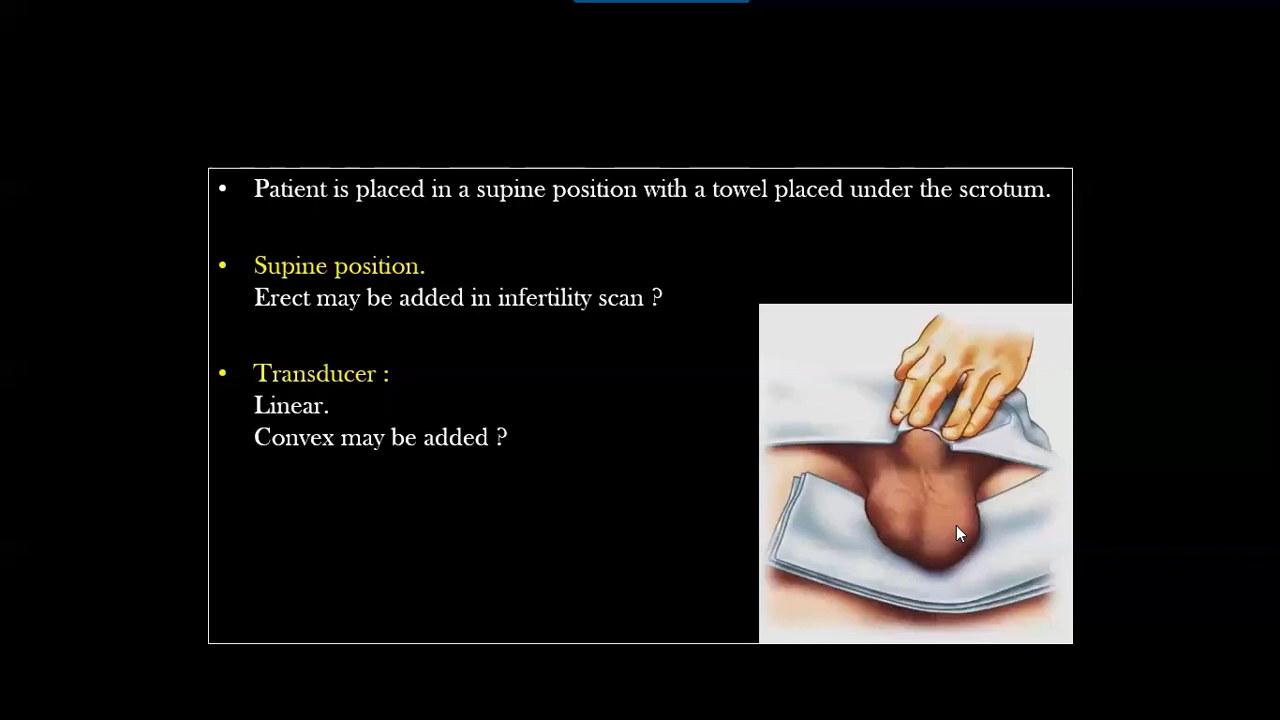 • Patient is placed in a supine position with a towel placed under the scrotum.
• Supine position.
Erect may be added in infertility scan ?
• Transducer :
Linear.
Convex may be added ?